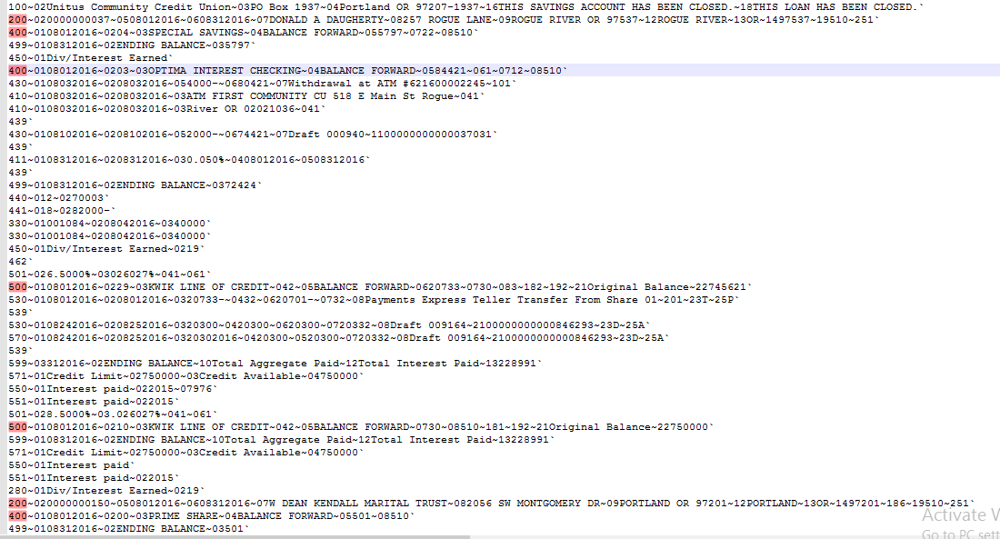 100~02Unitus Community Credit Union~03PO Box 1937~04Portland OR 97207-1937~16THIS SAVINGS ACCOUNT HAS BEEN CLOSED.~18THIS LOAN HAS BEEN CLOSED.`
200~020000000037~0508012016~0608312016~07DONALD A DAUGHERTY~08257 ROGUE LANE~09ROGUE RIVER OR 97537~12ROGUE RIVER~13OR~1497537~19510~251`
400~0108012016~0204~03SPECIAL SAVINGS~04BALANCE FORWARD~055797~0722~08510`
499~0108312016~02ENDING BALANCE~035797`
450~01Div/Interest Earned`
400~0108012016~0203~03OPTIMA INTEREST CHECKING~04BALANCE FORWARD~0584421~061~0712~08510`
430~0108032016~0208032016~054000-~0680421~07Withdrawal at ATM #621600002245~101`
410~0108032016~0208032016~03ATM FIRST COMMUNITY CU 518 E Main St Rogue~041`
410~0108032016~0208032016~03River OR 02021036~041`
439`
430~0108102016~0208102016~052000-~0674421~07Draft 000940~1100000000000037031`
439`
411~0108312016~0208312016~030.050%~0408012016~0508312016`
439`
499~0108312016~02ENDING BALANCE~0372424`
440~012~0270003`
441~018~0282000-`
330~01001084~0208042016~0340000`
330~01001084~0208042016~0340000`
450~01Div/Interest Earned~0219`
462`
501~026.5000%~03026027%~041~061`
500~0108012016~0229~03KWIK LINE OF CREDIT~042~05BALANCE FORWARD~0620733~0730~083~182~192~21Original Balance~22745621`
530~0108012016~0208012016~0320733-~0432~0620701-~0732~08Payments Express Teller Transfer From Share 01~201~23T~25P`
539`
530~0108242016~0208252016~0320300~0420300~0620300~0720332~08Draft 009164~2100000000000846293~23D~25A`
570~0108242016~0208252016~0320302016~0420300~0520300~0720332~08Draft 009164~2100000000000846293~23D~25A`
539`
599~03312016~02ENDING BALANCE~10Total Aggregate Paid~12Total Interest Paid~13228991`
571~01Credit Limit~02750000~03Credit Available~04750000`
550~01Interest paid~022015~07976`
551~01Interest paid~022015`
501~028.5000%~03.026027%~041~061`
500~0108012016~0210~03KWIK LINE OF CREDIT~042~05BALANCE FORWARD~0730~08510~181~192~21Original Balance~22750000`
599~0108312016~02ENDING BALANCE~10Total Aggregate Paid~12Total Interest Paid~13228991`
571~01Credit Limit~02750000~03Credit Available~04750000`
550~01Interest paid`
551~01Interest paid~022015`
280~01Div/Interest Earned~0219`
200~020000000150~0508012016~0608312016~07W DEAN KENDALL MARITAL TRUST~082056 SW MONTGOMERY DR~09PORTLAND OR 97201~12PORTLAND~13OR~1497201~186~19510~251`
400~0108012016~0200~03PRIME SHARE~04BALANCE FORWARD~05501~08510`
499~0108312016~02ENDING BALANCE~03501`
Activate
Go to PC